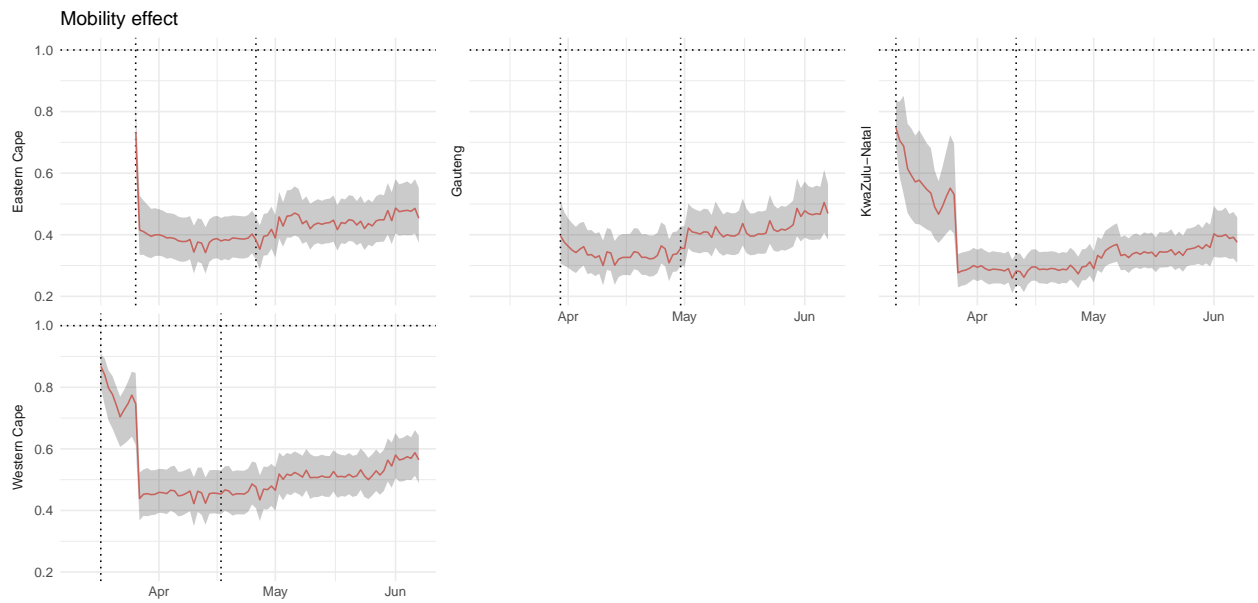 Mobility effect
Eastern Cape
1.0
0.8
0.6
0.4
0.2
Gauteng
Apr May Jun
KwaZulu−Natal
Apr May Jun
Western Cape
1.0
0.8
0.6
0.4
0.2
Apr May Jun